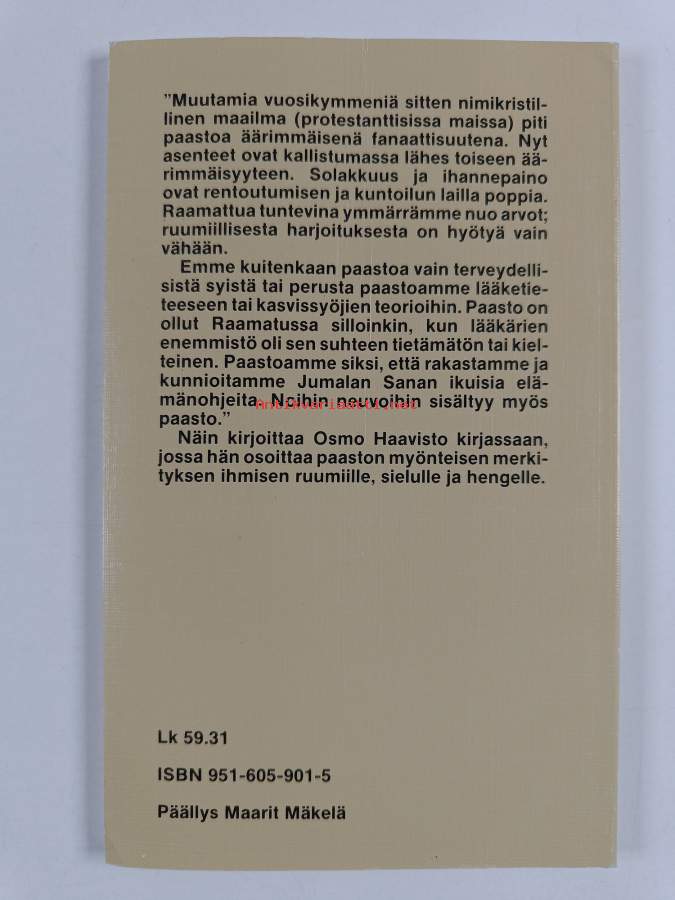 "Muutamia vuosikymmeniä sitten nimikristil-
linen maailma (protestanttisissa maissa) piti
paastoa äärimmäisenä fanaattisuutena. Nyt
asenteet ovat kallistumassa lähes toiseen ää-
rimmäisyyteen. Solakkuus ja ihannepaino
ovat rentoutumisen ja kuntoilun lailla poppia.
Raamattua tuntevina ymmärrämme nuo arvot;
ruumiillisesta harjoituksesta on hyötyä vain
vähään.
Emme kuitenkaan paastoa vain terveydelli-
sistä syistä tai perusta paastoamme lääketie-
teeseen tai kasvissyöjien teorioihin. Paasto on
ollut Raamatussa silloinkin, kun lääkärien
enemmistö oli sen suhteen tietämätön tai kiel-
teinen. Paastoamme siksi, että rakastamme ja
kunnioitamme Jumalan Sanan ikuisia elä-
mänohjeita. Noihin neuvoihin sisältyy myös
Antikvariaatti.net
paasto."
Näin kirjoittaa Osmo Haavisto kirjassaan,
jossa hän osoittaa paaston myönteisen merki-
tyksen ihmisen ruumiille, sielulle ja hengelle.
Lk 59.31
ISBN 951-605-901-5
Päällys Maarit Mäkelä